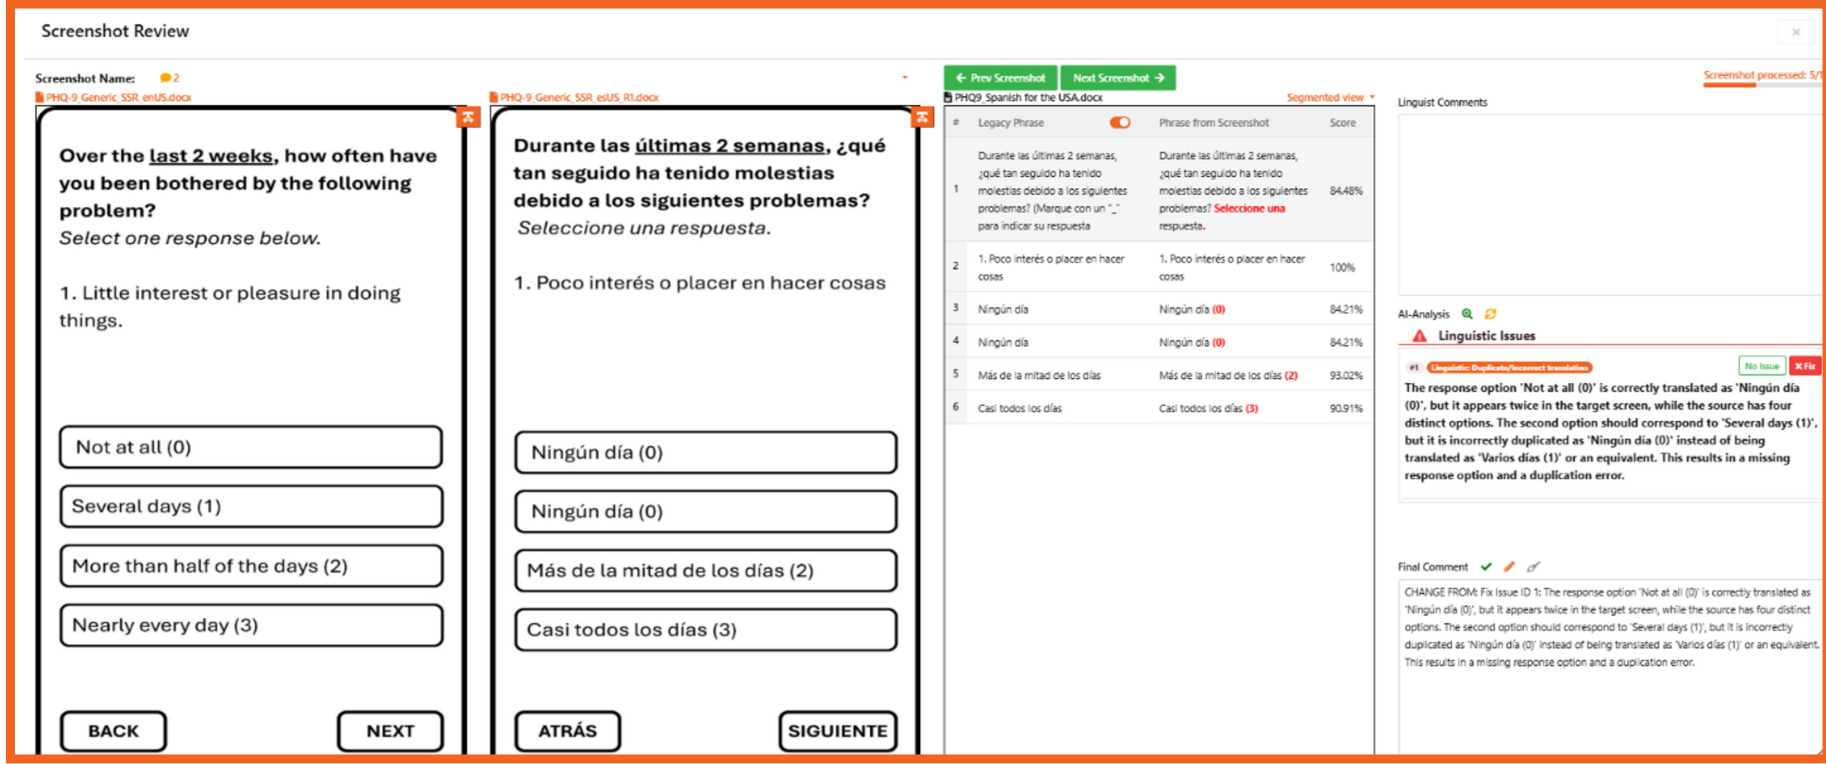 Screenshot Review
×
Screenshot Name:
2
PHQ-9_Generic_SSR_enUS.docx
Over the last 2 weeks, how often have
you been bothered by the following
problem?
Select one response below.
1. Little interest or pleasure in doing
things.
Not at all (0)
Several days (1)
More than half of the days (2)
Nearly every day (3)
BACK
NEXT
PHQ-9_Generic_SSR_esUS_R1.docx
Durante las últimas 2 semanas, ¿qué
tan seguido ha tenido molestias
debido a los siguientes problemas?
Seleccione una respuesta.
1. Poco interés o placer en hacer cosas
Ningún día (0)
Ningún día (0)
Más de la mitad de los días (2)
Casi todos los días (3)
ATRÁS
SIGUIENTE
← Prev Screenshot
Next Screenshot →
PHQ9_Spanish for the USA.docx
Segmented view
# Legacy Phrase Phrase from Screenshot Score
1
Durante las últimas 2 semanas,
¿qué tan seguido ha tenido
molestias debido a los siguientes
problemas? (Marque con un "_"
para indicar su respuesta
Durante las últimas 2 semanas,
¿qué tan seguido ha tenido
molestias debido a los siguientes
problemas? Seleccione una
respuesta.
84.48%
2
1. Poco interés o placer en hacer
cosas
1. Poco interés o placer en hacer
cosas
100%
3 Ningún día Ningún día (0) 84.21%
4 Ningún día Ningún día (0) 84.21%
5 Más de la mitad de los días Más de la mitad de los días (2) 93.02%
6 Casi todos los días Casi todos los días (3) 90.91%
Screenshot processed: 5/1
Linguist Comments
AI-Analysis
Linguistic Issues
#1 Linguistic: Duplicate/Incorrect translation
No Issue
× Fix
The response option 'Not at all (0)' is correctly translated as 'Ningún día
(0)', but it appears twice in the target screen, while the source has four
distinct options. The second option should correspond to 'Several days (1)',
but it is incorrectly duplicated as 'Ningún día (0)' instead of being
translated as 'Varios días (1)' or an equivalent. This results in a missing
response option and a duplication error.
Final Comment
CHANGE FROM: Fix Issue ID 1: The response option 'Not at all (0)' is correctly translated as
'Ningún día (0)', but it appears twice in the target screen, while the source has four distinct
options. The second option should correspond to 'Several days (1)', but it is incorrectly
duplicated as 'Ningún día (0)' instead of being translated as 'Varios días (1)' or an equivalent.
This results in a missing response option and a duplication error.